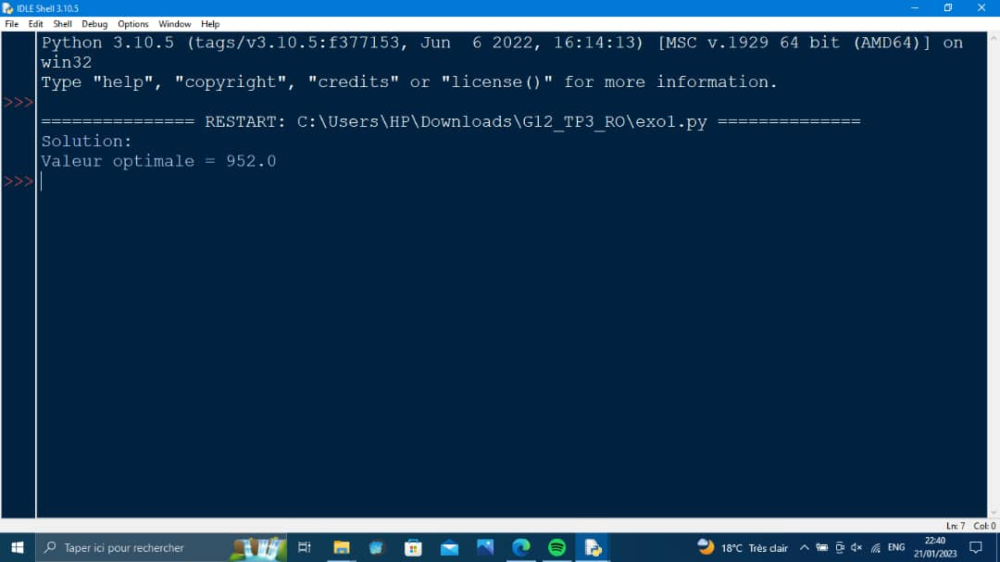 IDLE Shell 3.10.5
File Edit Shell Debug Options Window Help
Python 3.10.5 (tags/v3.10.5:f377153, Jun  6 2022, 16:14:13) [MSC v.1929 64 bit (AMD64)] on
win32
Type "help", "copyright", "credits" or "license()" for more information.
>>>
=============== RESTART: C:\Users\HP\Downloads\G12_TP3_RO\exo1.py ==============
Solution:
Valeur optimale = 952.0
>>>
Ln: 7 Col: 0
Taper ici pour rechercher
18°C Très clair
ENG
22:40
21/01/2023